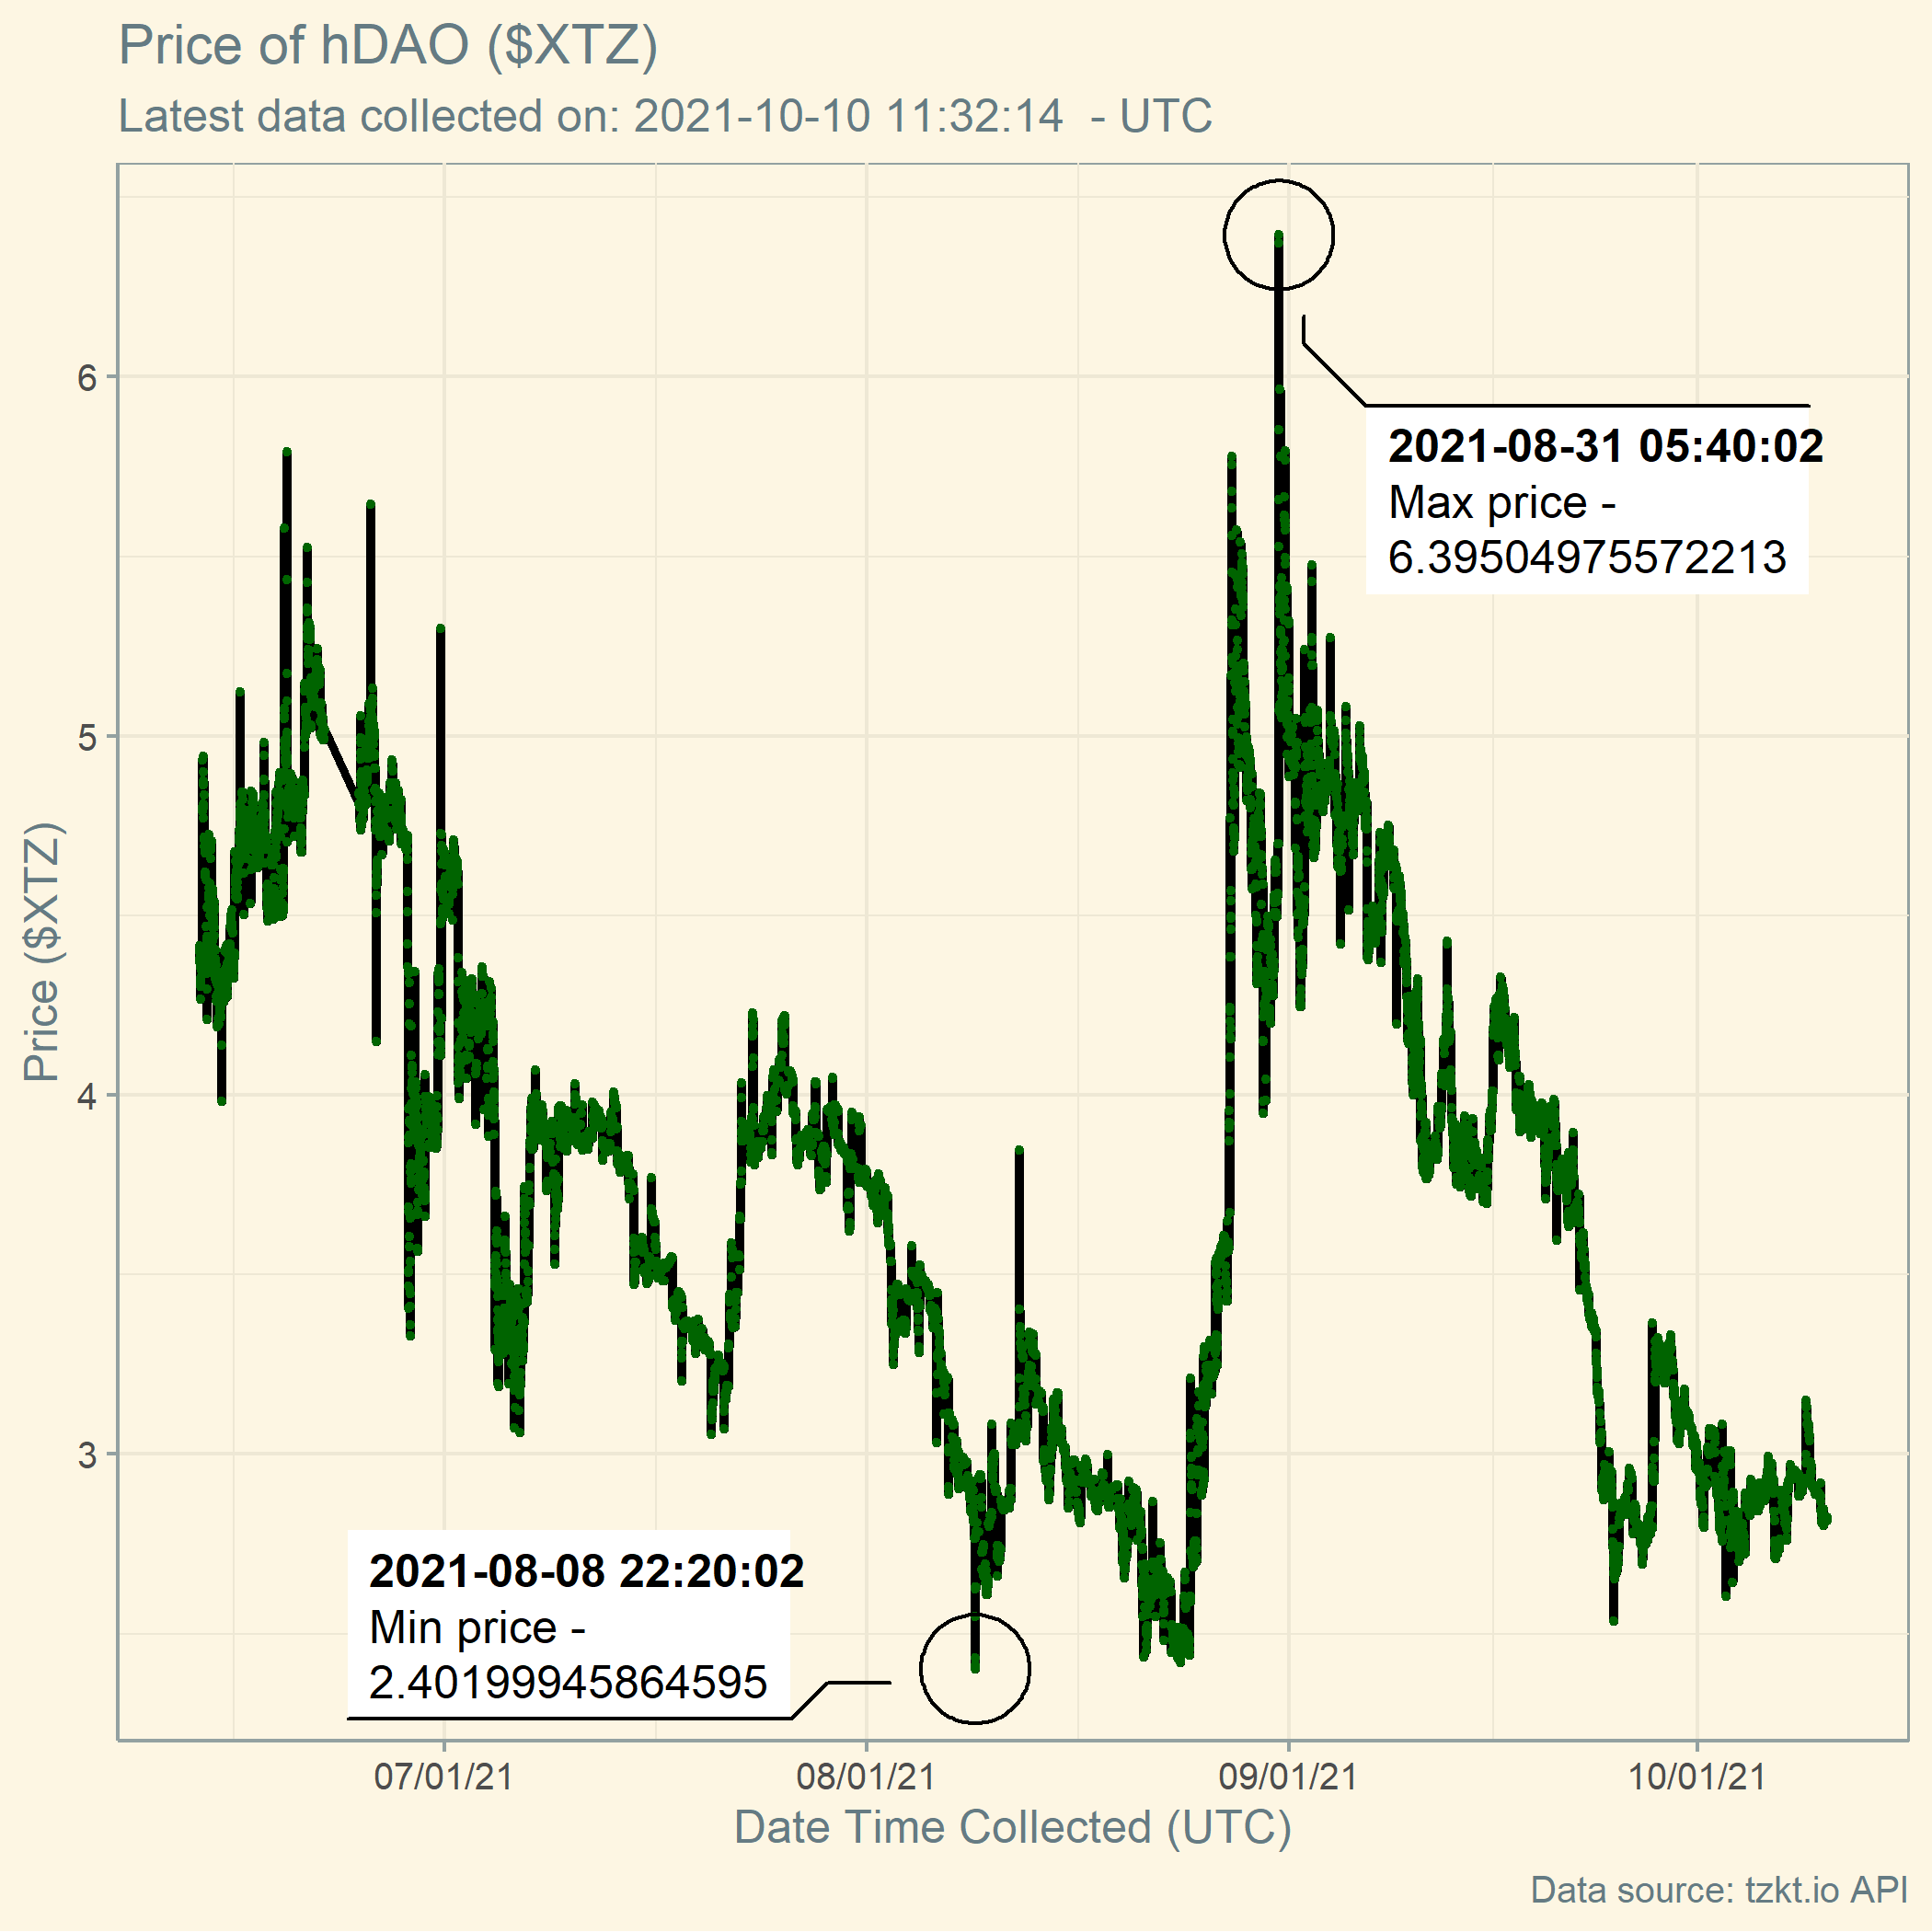 Price of hDAO ($XTZ)
Latest data collected on: 2021-10-10 11:32:14  - UTC
6
5
4
3
Price ($XTZ)
2021-08-31 05:40:02
Max price -
6.39504975572213
2021-08-08 22:20:02
Min price -
2.40199945864595
07/01/21
08/01/21
09/01/21
10/01/21
Date Time Collected (UTC)
Data source: tzkt.io API